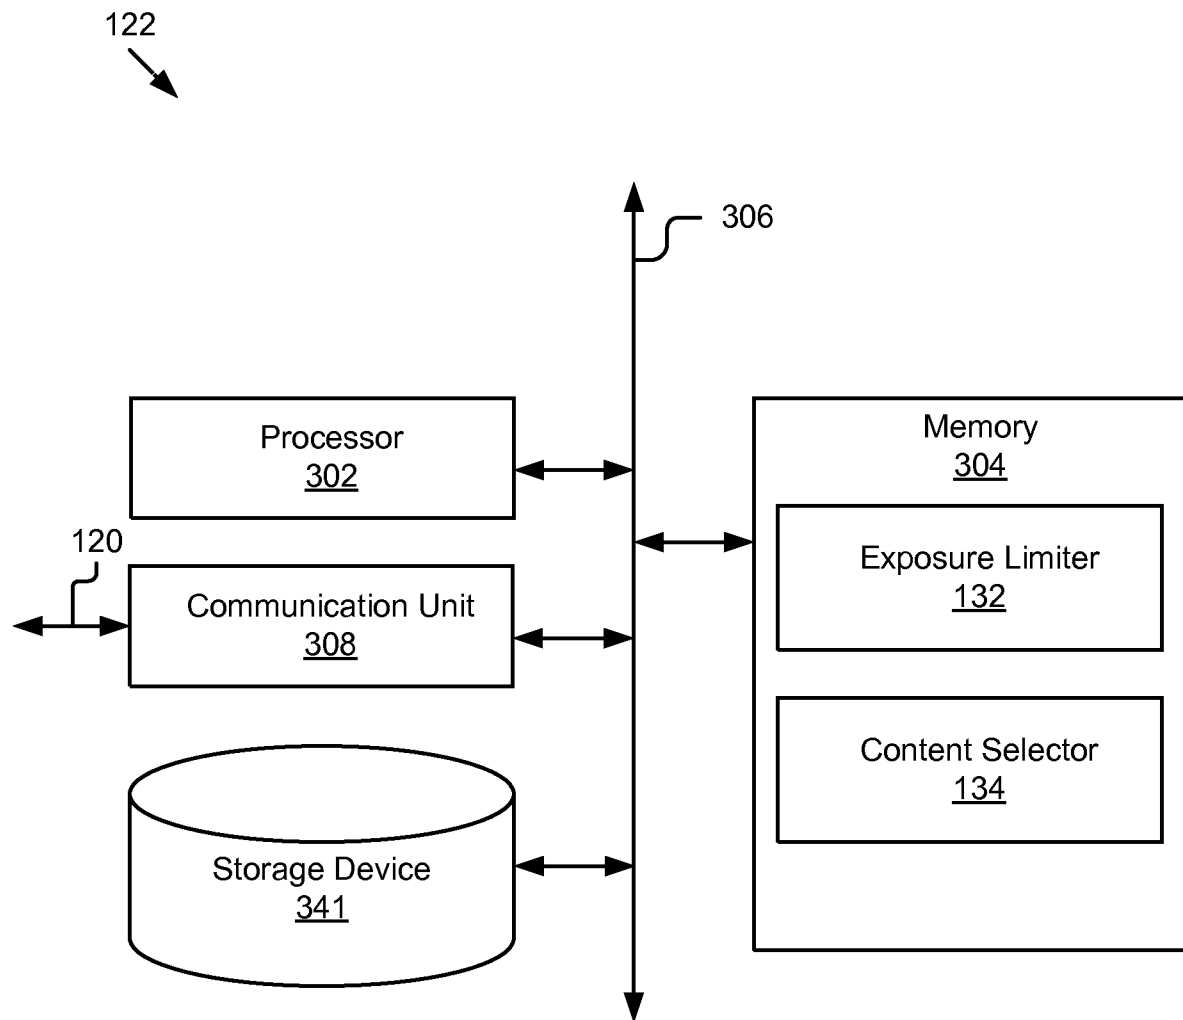 122
306
Processor
302
Memory
304
120
Exposure Limiter
132
Communication Unit
308
Content Selector
134
Storage Device
341